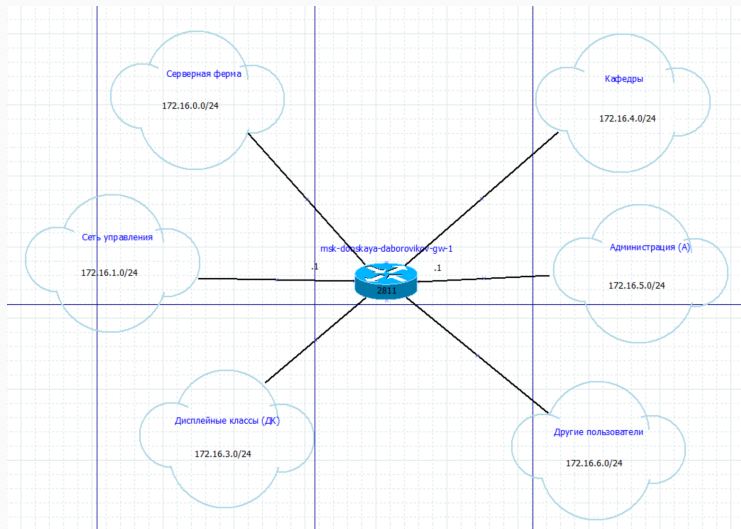 Серверная ферма
172.16.0.0/24
Кафедры
172.16.4.0/24
Сеть управления
172.16.1.0/24
msk-donskaya-daborovikov-gw-1
.1
.1
2811
Администрация (А)
172.16.5.0/24
Дисплейные классы (ДК)
172.16.3.0/24
Другие пользователи
172.16.6.0/24